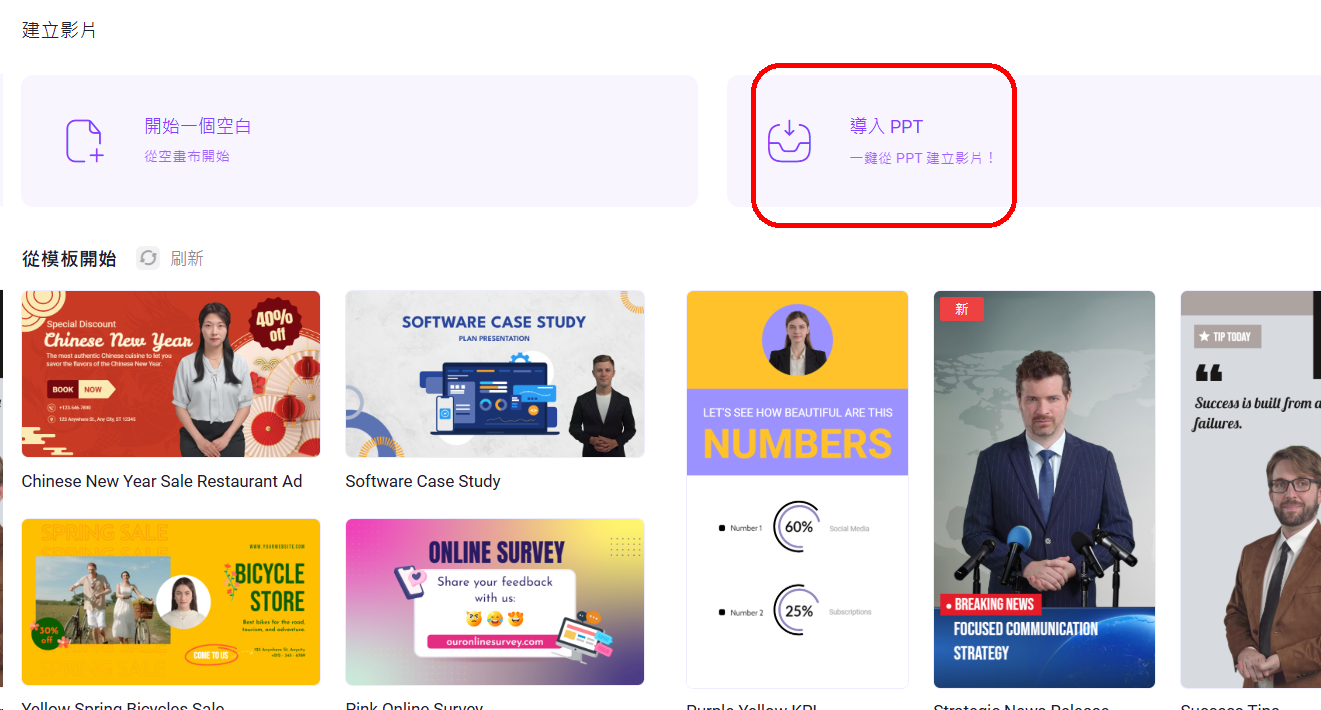 建立影片
開始一個空白
從空畫布開始
導入 PPT
一鍵從 PPT 建立影片！
從模板開始
刷新
Special Discount
Chinese New Year
The most authentic Chinese cuisine to let you
savor the flavors of the Chinese New Year.
BOOK NOW
+123-456-7890
123 Anywhere St., Any City, ST 12345
40%
off
Chinese New Year Sale Restaurant Ad
SOFTWARE CASE STUDY
PLAN PRESENTATION
Software Case Study
LET'S SEE HOW BEAUTIFUL ARE THIS
NUMBERS
Number 1
60%
Social Media
Number 2
25%
Subscriptions
新
BREAKING NEWS
FOCUSED COMMUNICATION
STRATEGY
TIP TODAY
Success is built from a
failures.
SPRING SALE
SPRING SALE
WWW.YOURWEBSITE.COM
BICYCLE
STORE
Best bikes for the road,
tourism, and adventure.
30%
off
COME TO US
SPRING SALE
ONLINE SURVEY
Share your feedback
with us:
ouronlinesurvey.com
Yellow Spring Bicycles Sale
Pink Online Survey
Purple Yellow KPI
Strategic News Release
Success Tips